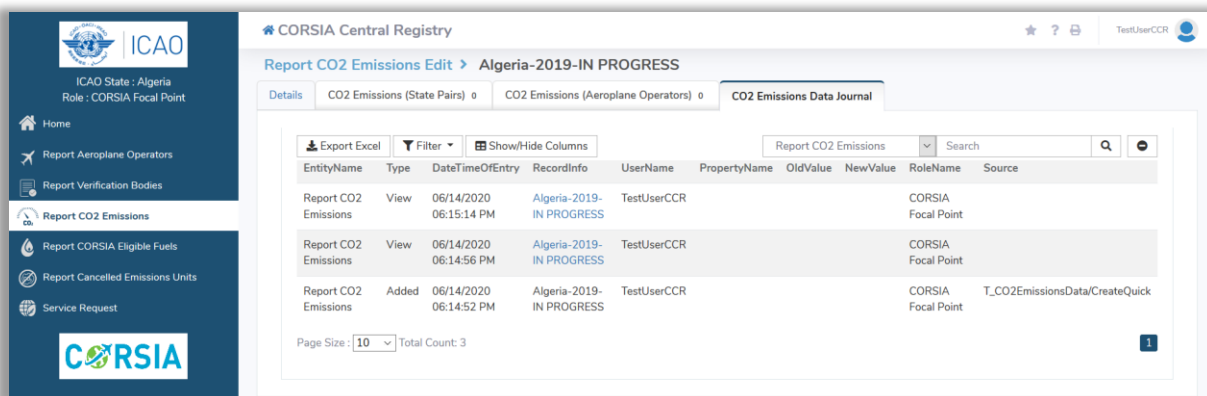 ICAO
ICAO State : Algeria
Role : CORSIA Focal Point
Home
Report Aeroplane Operators
Report Verification Bodies
Report CO2 Emissions
Report CORSIA Eligible Fuels
Report Cancelled Emissions Units
Service Request
CORSIA
CORSIA Central Registry
TestUserCCR
Report CO2 Emissions Edit > Algeria-2019-IN PROGRESS
Details CO2 Emissions (State Pairs) 0 CO2 Emissions (Aeroplane Operators) 0 CO2 Emissions Data Journal
Export Excel Filter Show/Hide Columns Report CO2 Emissions Search
EntityName Type DateTimeOfEntry RecordInfo UserName PropertyName OldValue NewValue RoleName Source
Report CO2 View 06/14/2020 Algeria-2019- TestUserCCR CORSIA
Emissions 06:15:14 PM IN PROGRESS Focal Point
Report CO2 View 06/14/2020 Algeria-2019- TestUserCCR CORSIA
Emissions 06:14:56 PM IN PROGRESS Focal Point
Report CO2 Added 06/14/2020 Algeria-2019- TestUserCCR CORSIA T_CO2EmissionsData/CreateQuick
Emissions 06:14:52 PM IN PROGRESS Focal Point
Page Size : 10 Total Count: 3 1